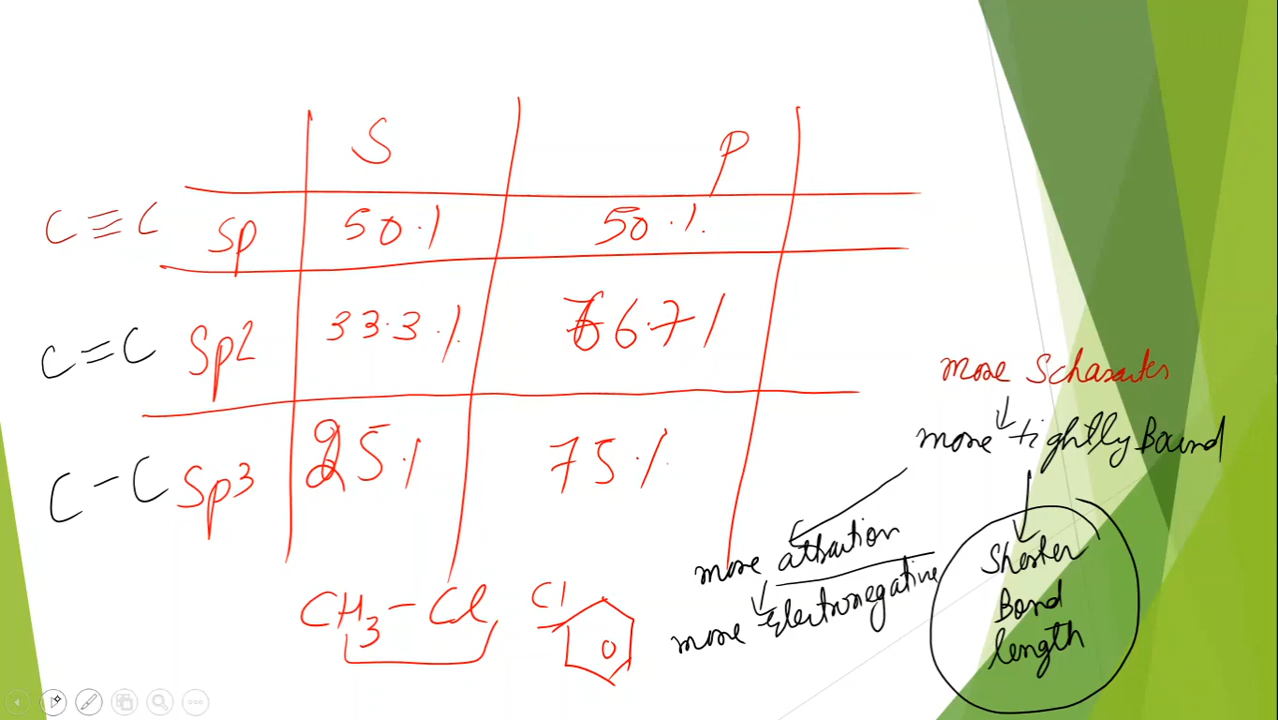 S P
C≡C Sp 50% 50%.
C=C Sp2 33.3% 66.7%
C-C Sp3 25% 75%
more Scharacter
more tightly Bound
more attraction
more Electronegative
Shorter
Bond
length
CH3-Cl Cl